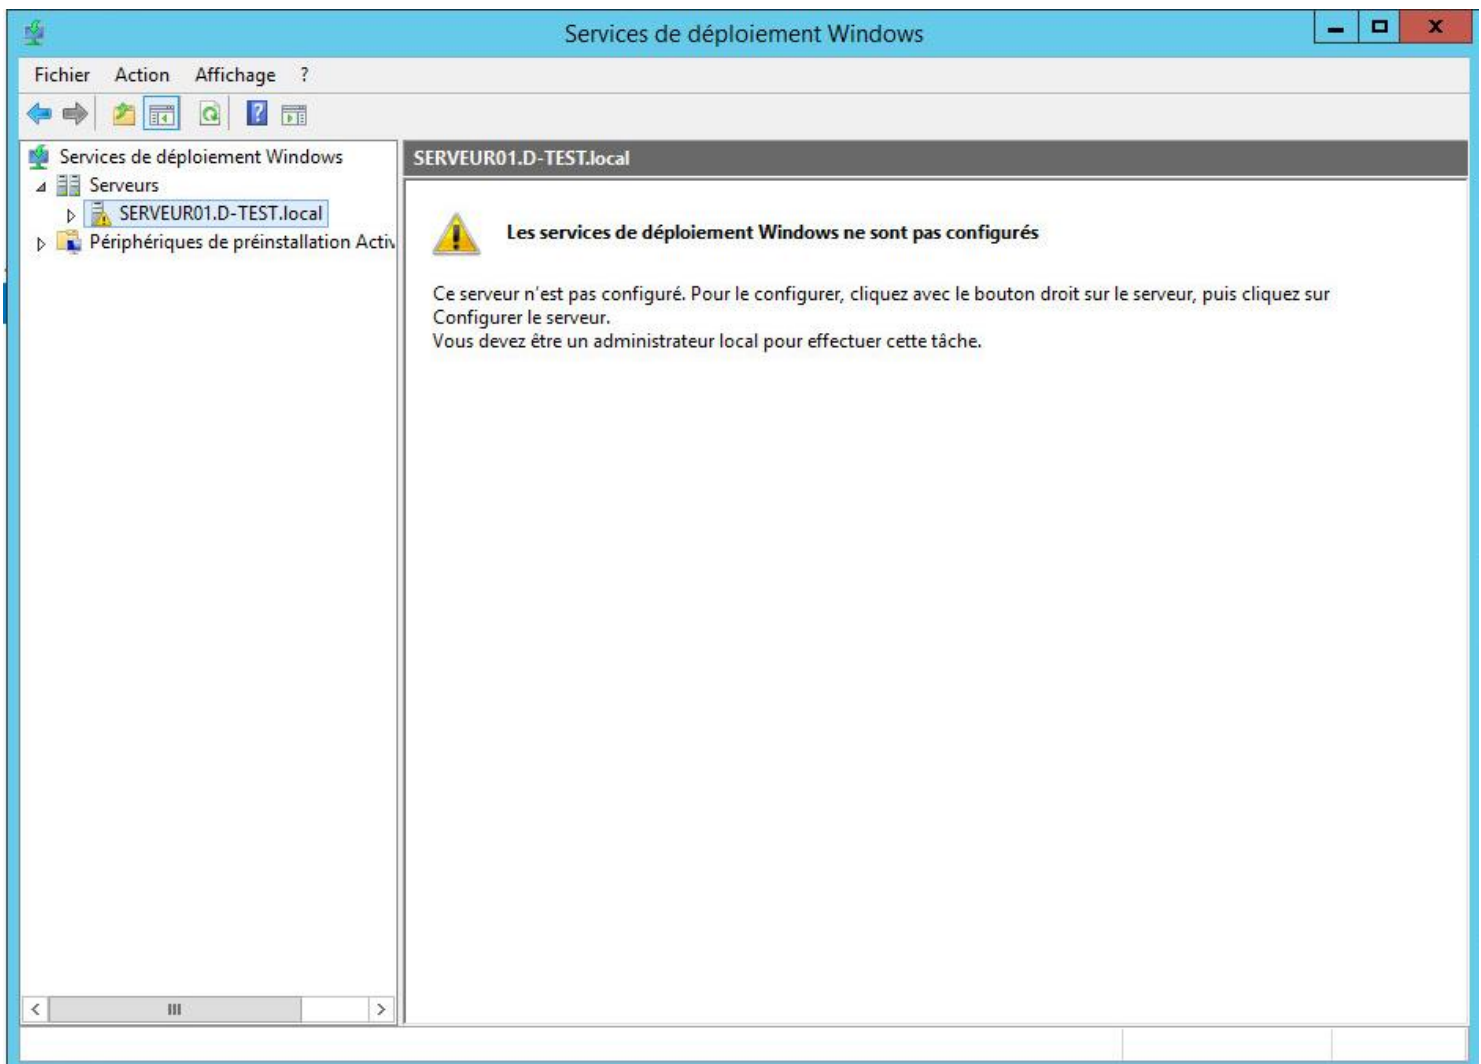 Services de déploiement Windows
Fichier Action Affichage ?
Services de déploiement Windows
Serveurs
SERVEUR01.D-TEST.local
Périphériques de préinstallation Activ
SERVEUR01.D-TEST.local
Les services de déploiement Windows ne sont pas configurés
Ce serveur n'est pas configuré. Pour le configurer, cliquez avec le bouton droit sur le serveur, puis cliquez sur
Configurer le serveur.
Vous devez être un administrateur local pour effectuer cette tâche.